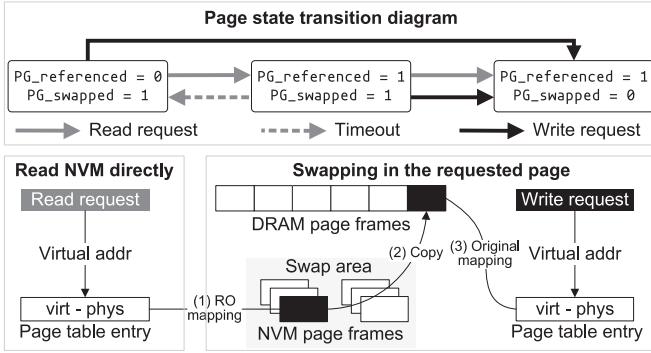 Page state transition diagram
PG_referenced = 0
PG_swapped = 1
PG_referenced = 1
PG_swapped = 1
PG_referenced = 1
PG_swapped = 0
Read request
Timeout
Write request
Read NVM directly
Read request
Virtual addr
virt - phys
Page table entry
Swapping in the requested page
DRAM page frames
(1) RO
mapping
Swap area
NVM page frames
(2) Copy
(3) Original
mapping
Write request
Virtual addr
virt - phys
Page table entry